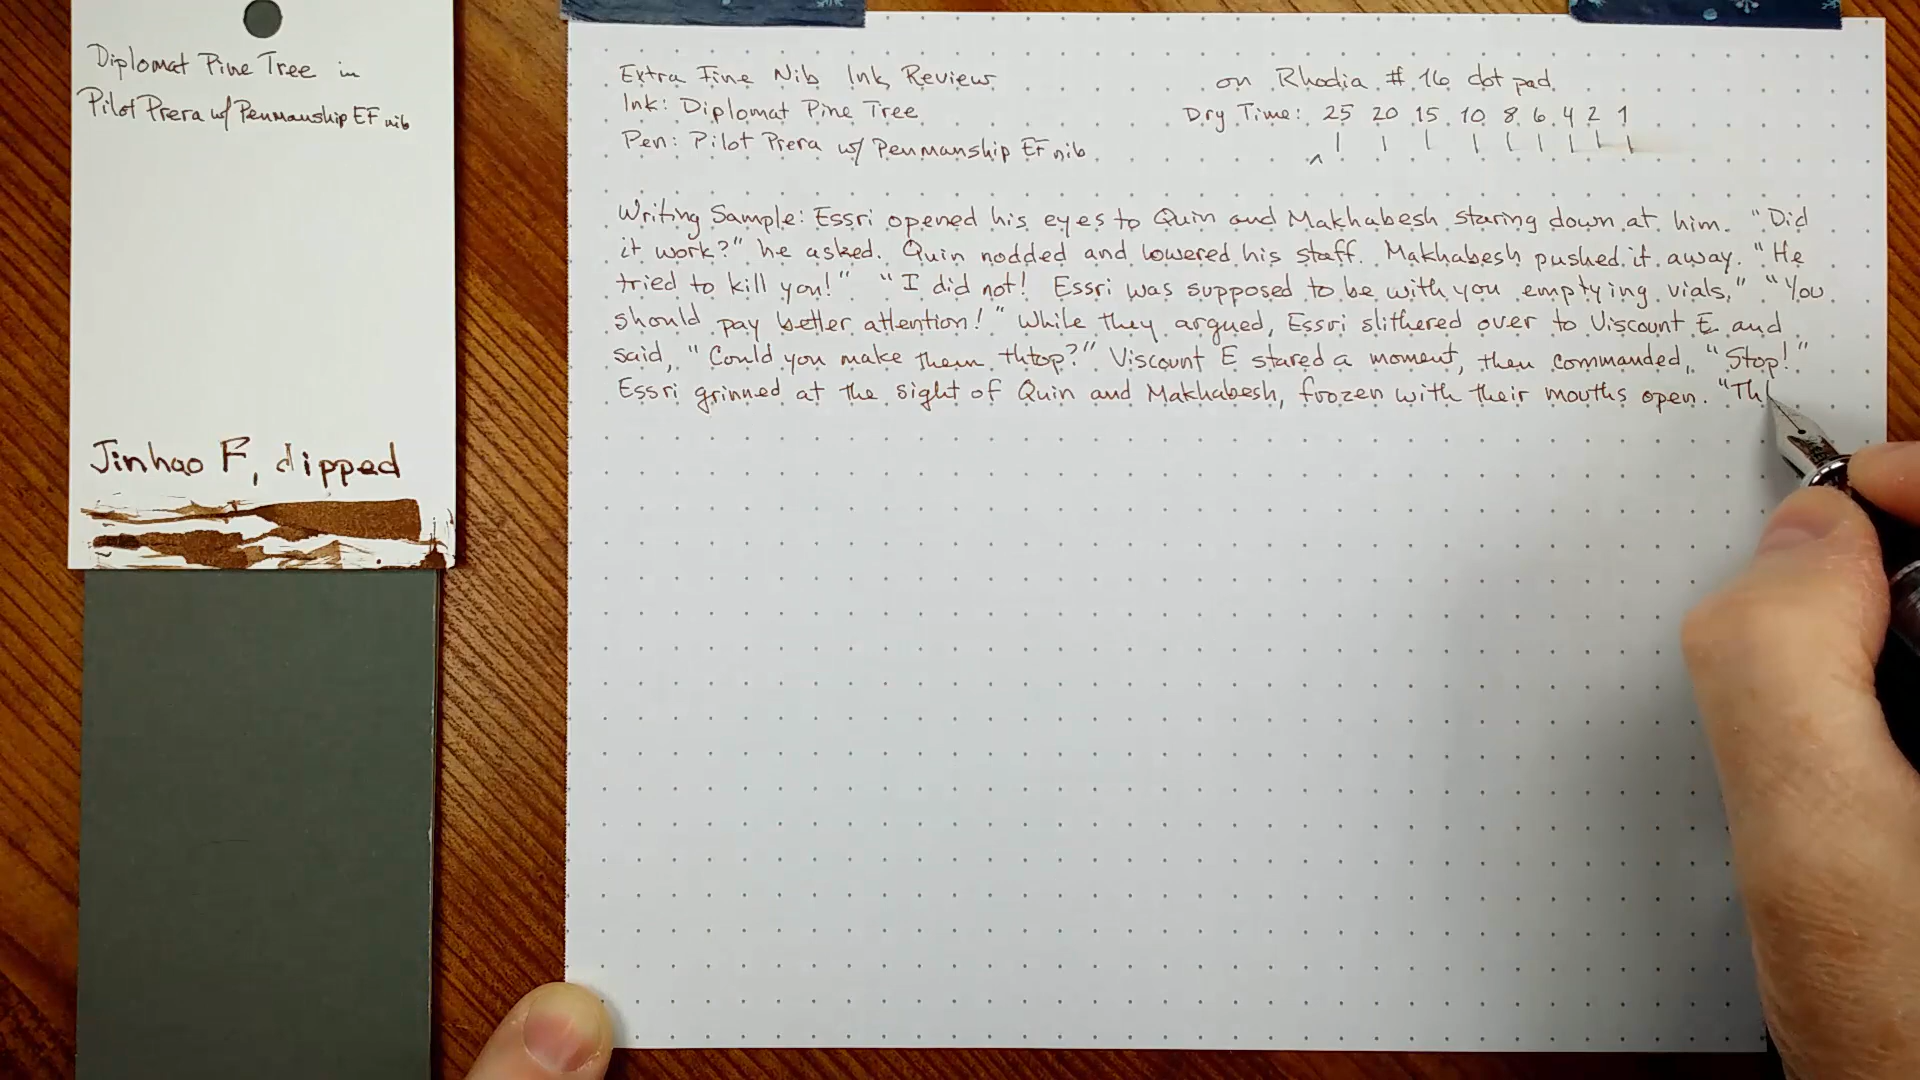 Diplomat Pine Tree in
Pilot Prera w/ Penmanship EF nib
Jinhao F, dipped
Extra Fine Nib Ink Review
on Rhodia # 16 dot pad
Ink: Diplomat Pine Tree
Dry Time: 25 20 15 10 8 6 4 2 1
Pen: Pilot Prera w/ Penmanship EF nib
Writing Sample: Essri opened his eyes to Quin and Makhabesh staring down at him. "Did
it work?" he asked. Quin nodded and lowered his staff. Makhabesh pushed it away. "He
tried to kill you!" "I did not! Essri was supposed to be with you emptying vials." "You
should pay better attention!" While they argued, Essri slithered over to Viscount E and
said, "Could you make them thtop?" Viscount E stared a moment, then commanded, "Stop!"
Essri grinned at the sight of Quin and Makhabesh, frozen with their mouths open. "Th